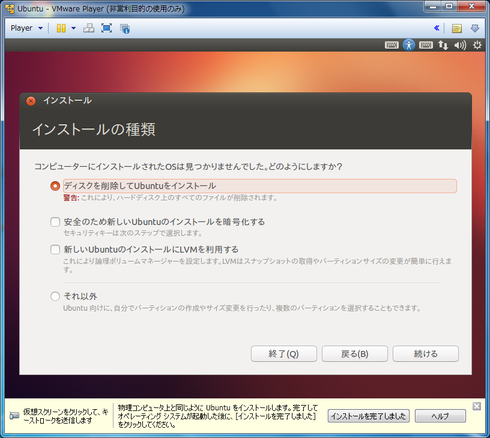 Ubuntu - VMware Player (非営利目的の使用のみ)
Player
インストール
インストールの種類
コンピューターにインストールされたOSは見つかりませんでした。どのようにしますか?
ディスクを削除してUbuntuをインストール
警告: これにより、ハードディスク上のすべてのファイルが削除されます。
安全のため新しいUbuntuのインストールを暗号化する
セキュリティキーは次のステップで選択します。
新しいUbuntuのインストールにLVMを利用する
これにより論理ボリュームマネージャーを設定します。LVMはスナップショットの取得やパーティションサイズの変更が簡単に行えま
す。
それ以外
Ubuntu 向けに、自分でパーティションの作成やサイズ変更を行ったり、複数のパーティションを選択することもできます。
終了(Q)
戻る(B)
続ける
仮想スクリーンをクリックして、キ
ーストロークを送信します
物理コンピュータ上と同じように Ubuntu をインストールします。完了して
オペレーティング システムが起動した後に、[インストールを完了しました]
をクリックしてください。
インストールを完了しました
ヘルプ